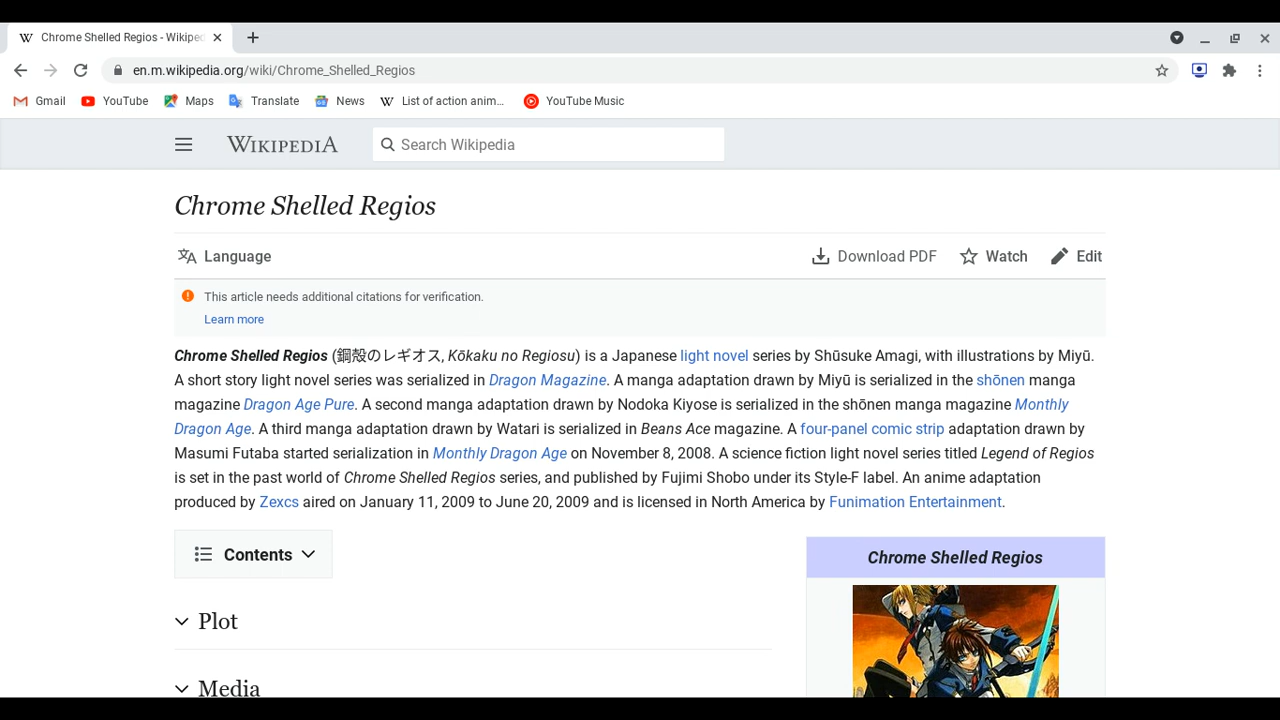 Chrome Shelled Regios - Wikiped
en.m.wikipedia.org/wiki/Chrome_Shelled_Regios
Gmail YouTube Maps Translate News List of action anim... YouTube Music
WIKIPEDIA Search Wikipedia
Chrome Shelled Regios
Language Download PDF Watch Edit
This article needs additional citations for verification.
Learn more
Chrome Shelled Regios (鋼殻のレギオス, Kōkaku no Regiosu) is a Japanese light novel series by Shūsuke Amagi, with illustrations by Miyū.
A short story light novel series was serialized in Dragon Magazine. A manga adaptation drawn by Miyū is serialized in the shōnen manga
magazine Dragon Age Pure. A second manga adaptation drawn by Nodoka Kiyose is serialized in the shōnen manga magazine Monthly
Dragon Age. A third manga adaptation drawn by Watari is serialized in Beans Ace magazine. A four-panel comic strip adaptation drawn by
Masumi Futaba started serialization in Monthly Dragon Age on November 8, 2008. A science fiction light novel series titled Legend of Regios
is set in the past world of Chrome Shelled Regios series, and published by Fujimi Shobo under its Style-F label. An anime adaptation
produced by Zexcs aired on January 11, 2009 to June 20, 2009 and is licensed in North America by Funimation Entertainment.
Contents
Chrome Shelled Regios
Plot
Media